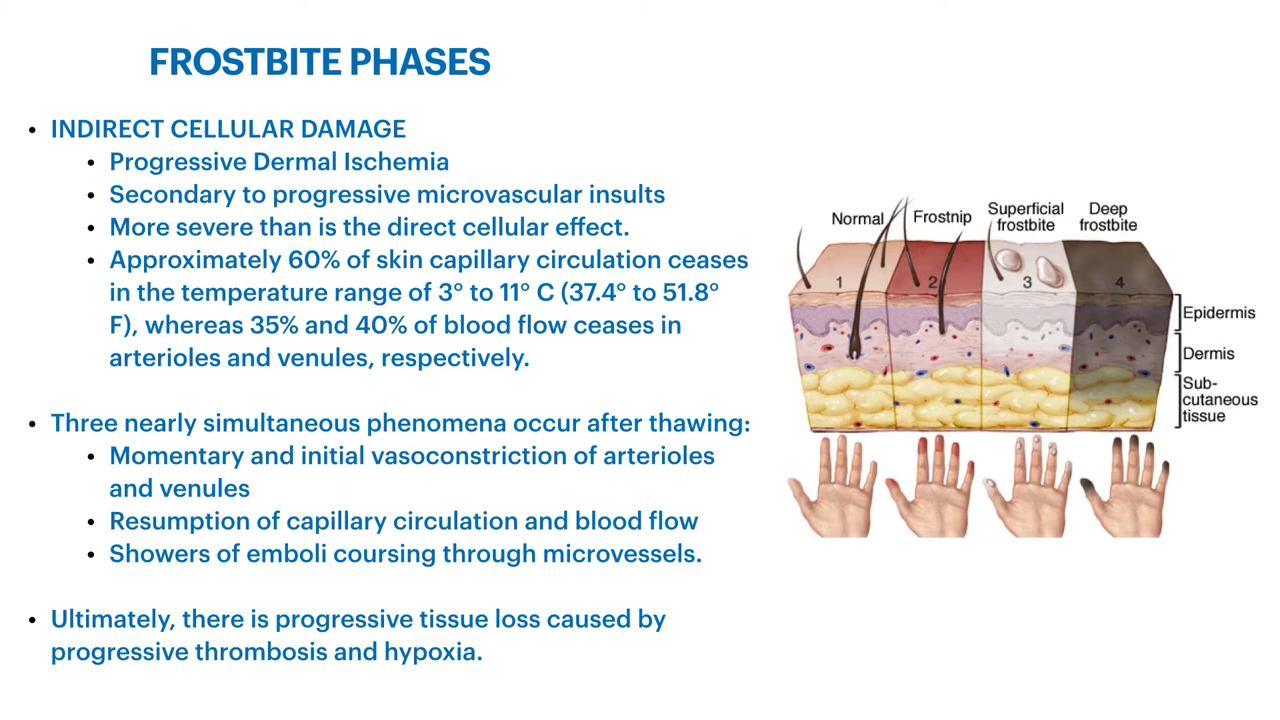 FROSTBITE PHASES
• INDIRECT CELLULAR DAMAGE
• Progressive Dermal Ischemia
• Secondary to progressive microvascular insults
• More severe than is the direct cellular effect.
• Approximately 60% of skin capillary circulation ceases
in the temperature range of 3° to 11° C (37.4° to 51.8°
F), whereas 35% and 40% of blood flow ceases in
arterioles and venules, respectively.
• Three nearly simultaneous phenomena occur after thawing:
• Momentary and initial vasoconstriction of arterioles
and venules
• Resumption of capillary circulation and blood flow
• Showers of emboli coursing through microvessels.
• Ultimately, there is progressive tissue loss caused by
progressive thrombosis and hypoxia.
Normal
Frostnip
Superficial
frostbite
Deep
frostbite
1
2
3
4
Epidermis
Dermis
Sub-
cutaneous
tissue